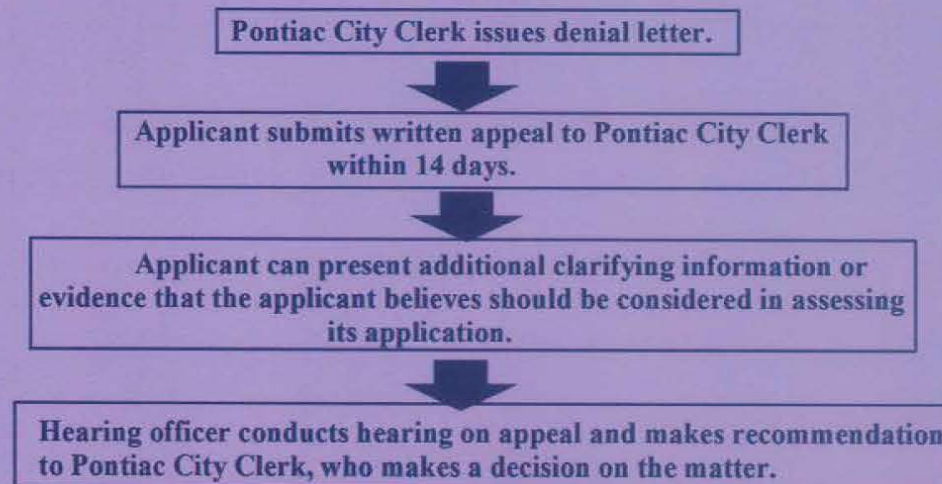 Pontiac City Clerk issues denial letter.
Applicant submits written appeal to Pontiac City Clerk
within 14 days.
Applicant can present additional clarifying information or
evidence that the applicant believes should be considered in assessing
its application.
Hearing officer conducts hearing on appeal and makes recommendation
to Pontiac City Clerk, who makes a decision on the matter.